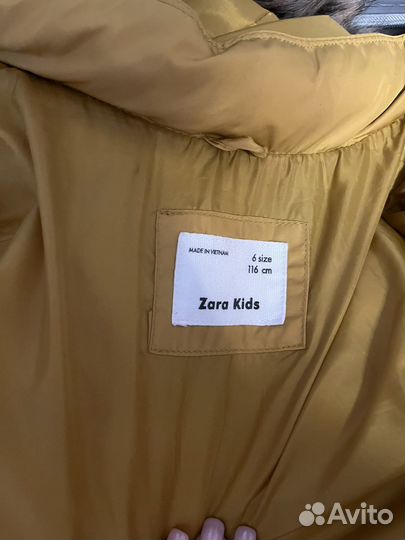 MADE IN VIETNAM
6 size
116 cm
Zara Kids
Avito